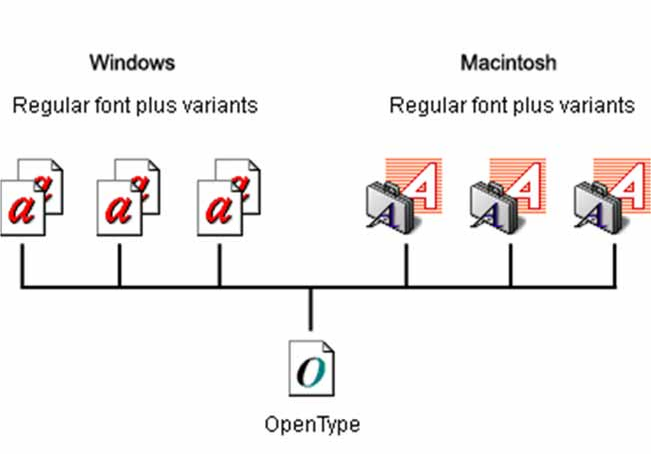 Windows
Macintosh
Regular font plus variants
Regular font plus variants
a a a a a a
A A A A A A
O
OpenType